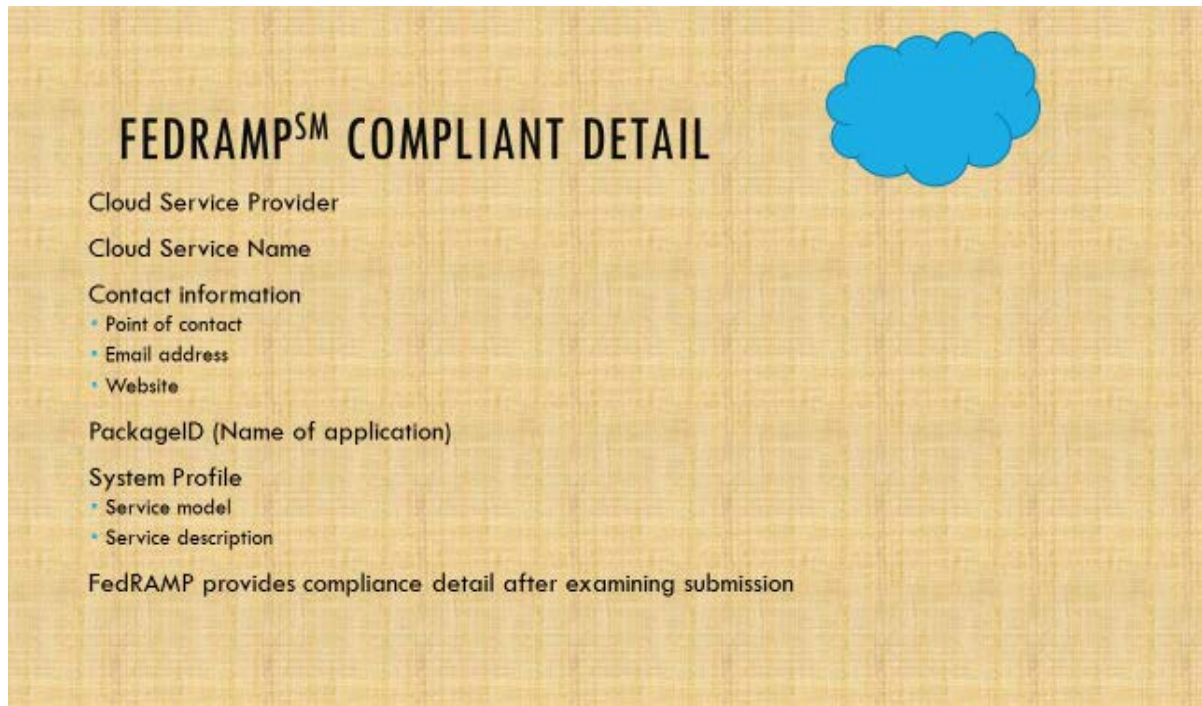 FEDRAMP℠ COMPLIANT DETAIL
Cloud Service Provider
Cloud Service Name
Contact information
• Point of contact
• Email address
• Website
PackageID (Name of application)
System Profile
• Service model
• Service description
FedRAMP provides compliance detail after examining submission